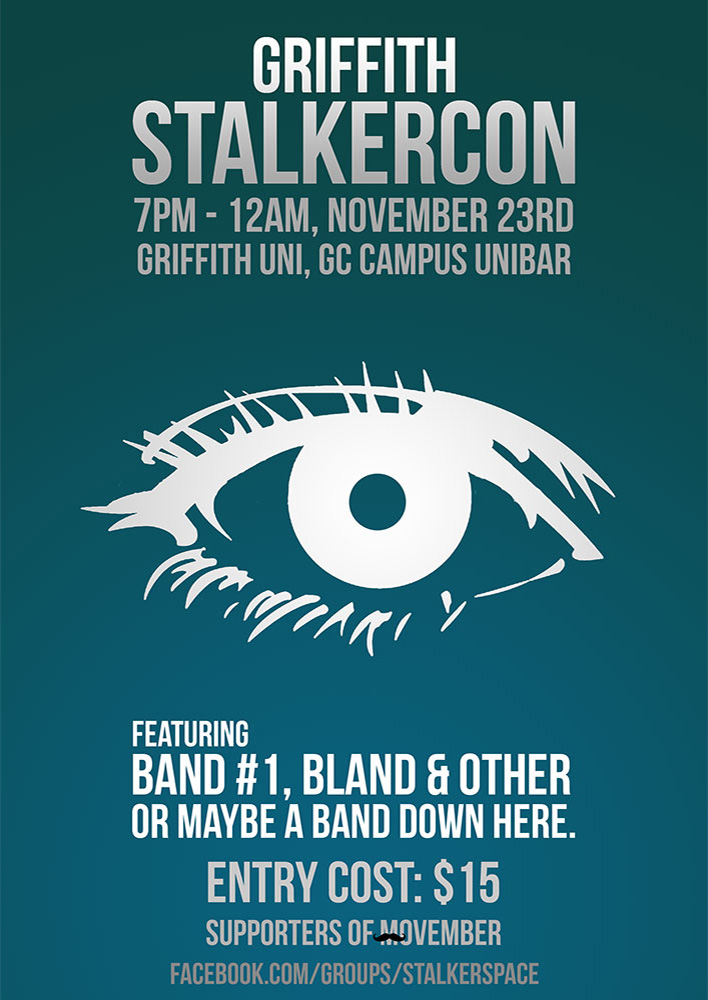 GRIFFITH
STALKERCON
7PM - 12AM, NOVEMBER 23RD
GRIFFITH UNI, GC CAMPUS UNIBAR
FEATURING
BAND #1, BLAND & OTHER
OR MAYBE A BAND DOWN HERE.
ENTRY COST: $15
SUPPORTERS OF MOVEMBER
FACEBOOK.COM/GROUPS/STALKERSPACE